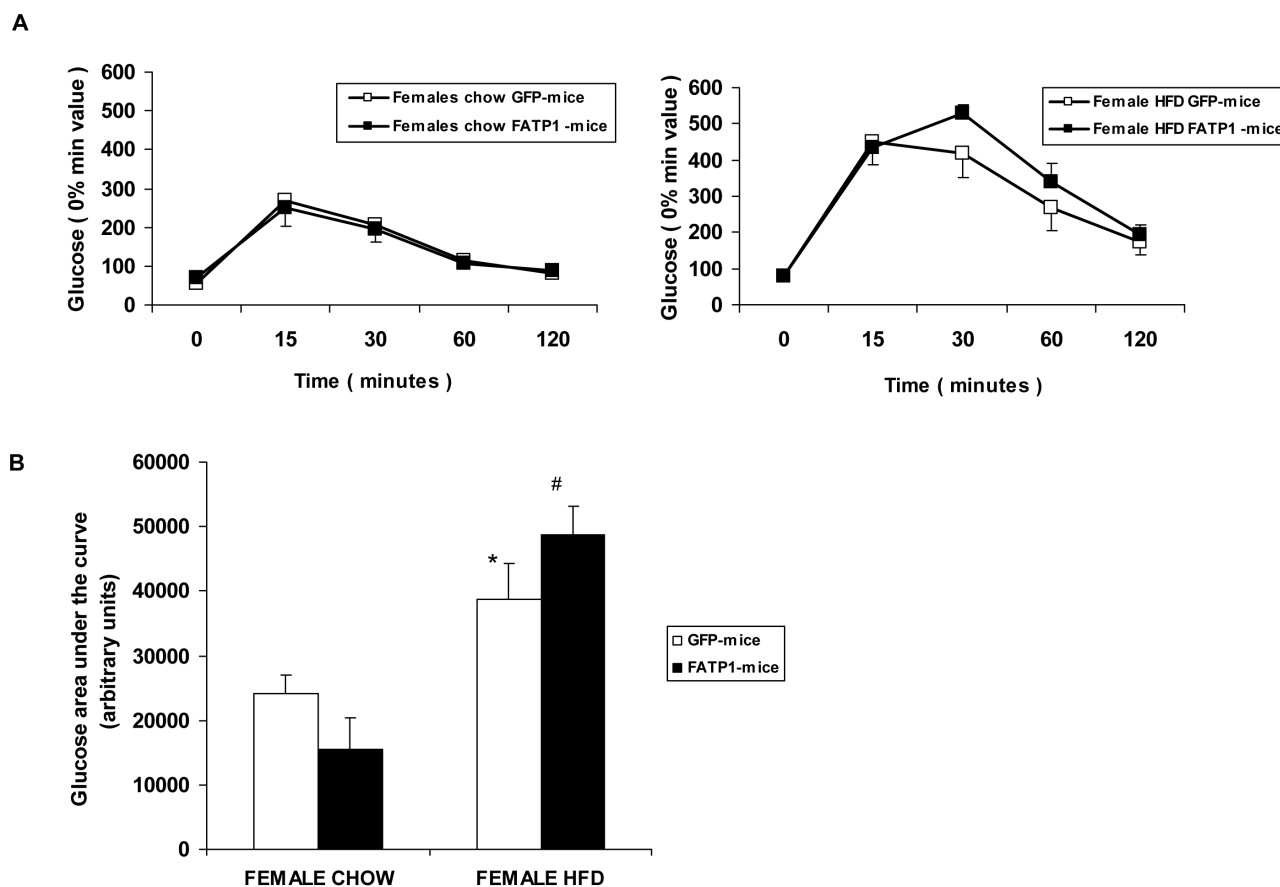 A
Glucose ( 0% min value )
600
500
400
300
200
100
0
Females chow GFP-mice
Females chow FATP1 -mice
0 15 30 60 120
Time ( minutes )
Glucose ( 0% min value )
600
500
400
300
200
100
0
Female HFD GFP-mice
Female HFD FATP1 -mice
0 15 30 60 120
Time ( minutes )
B
Glucose area under the curve
(arbitrary units)
60000
50000
40000
30000
20000
10000
0
*
#
GFP-mice
FATP1-mice
FEMALE CHOW FEMALE HFD